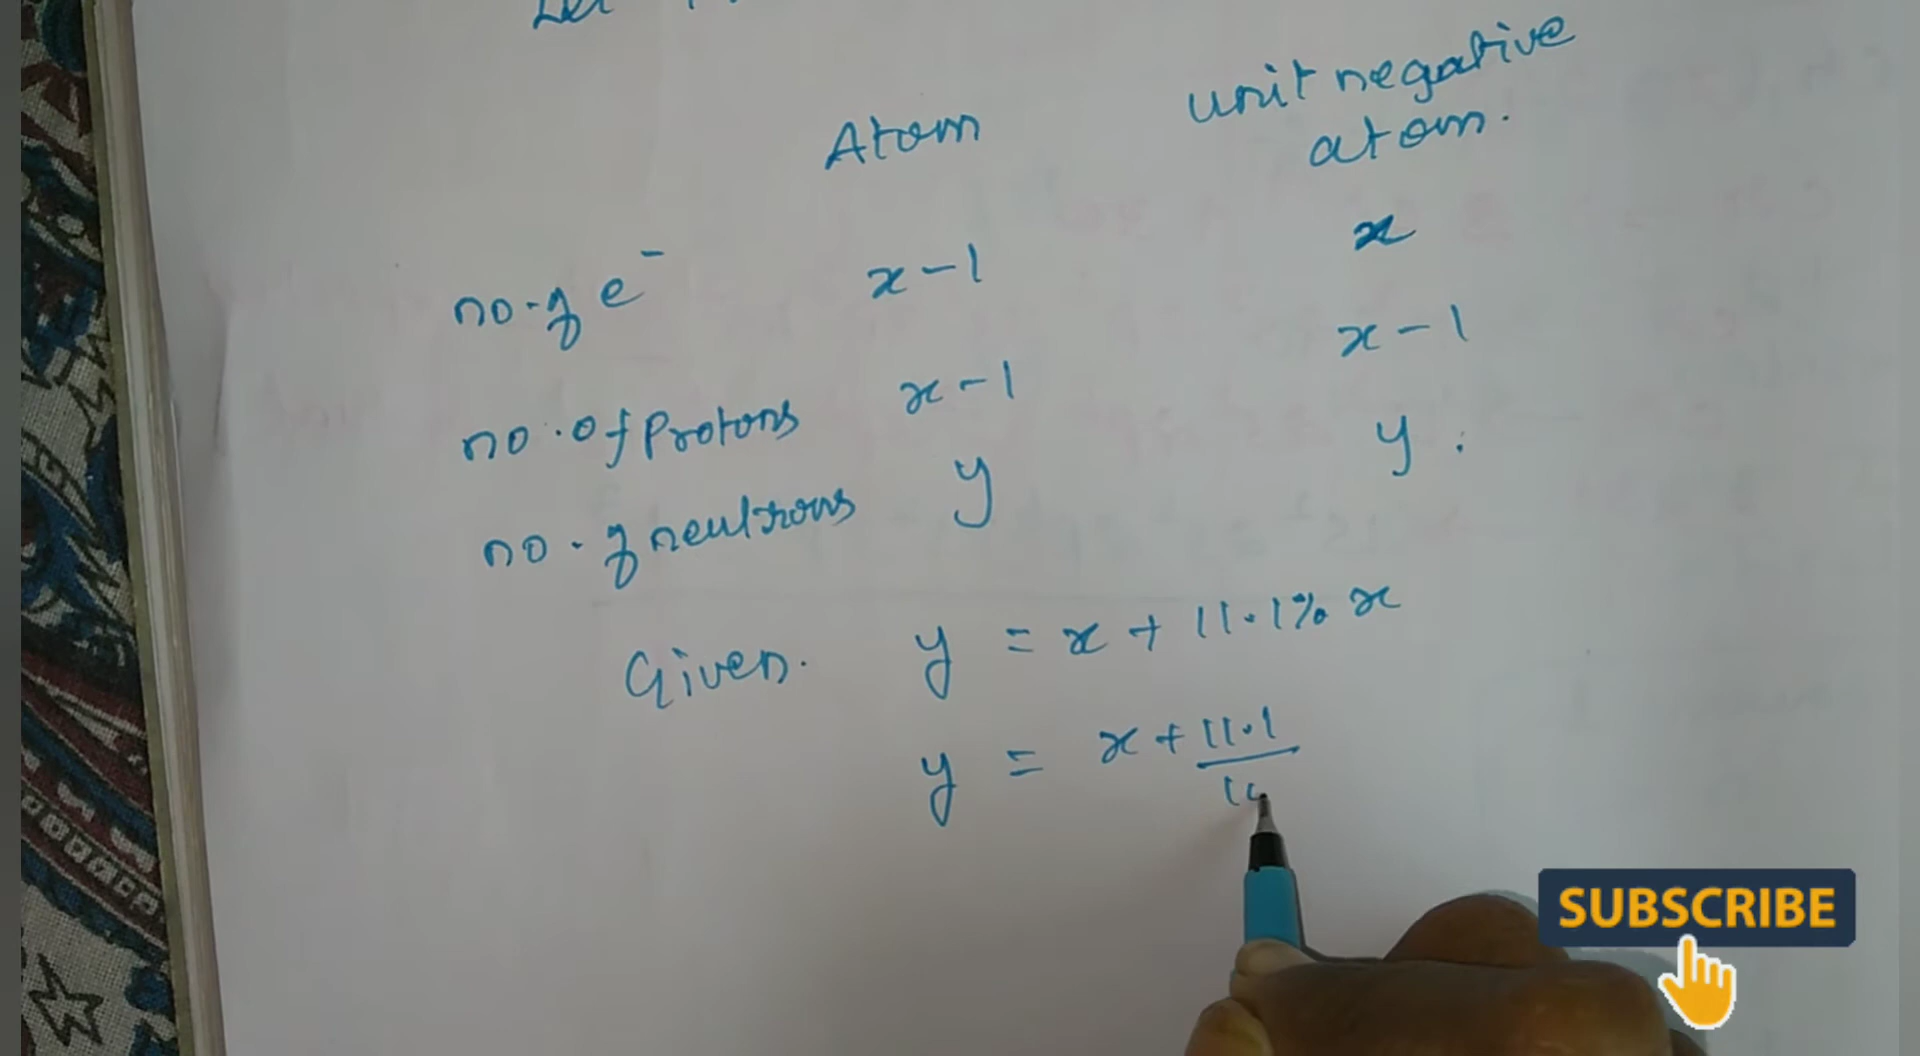 Let
Atom
unit negative
atom.
no. of e⁻ x-1 x
no. of Protons x-1 x-1
no. of neutrons y y.
Given. y = x + 11.1% x
y = x + 11.1
SUBSCRIBE